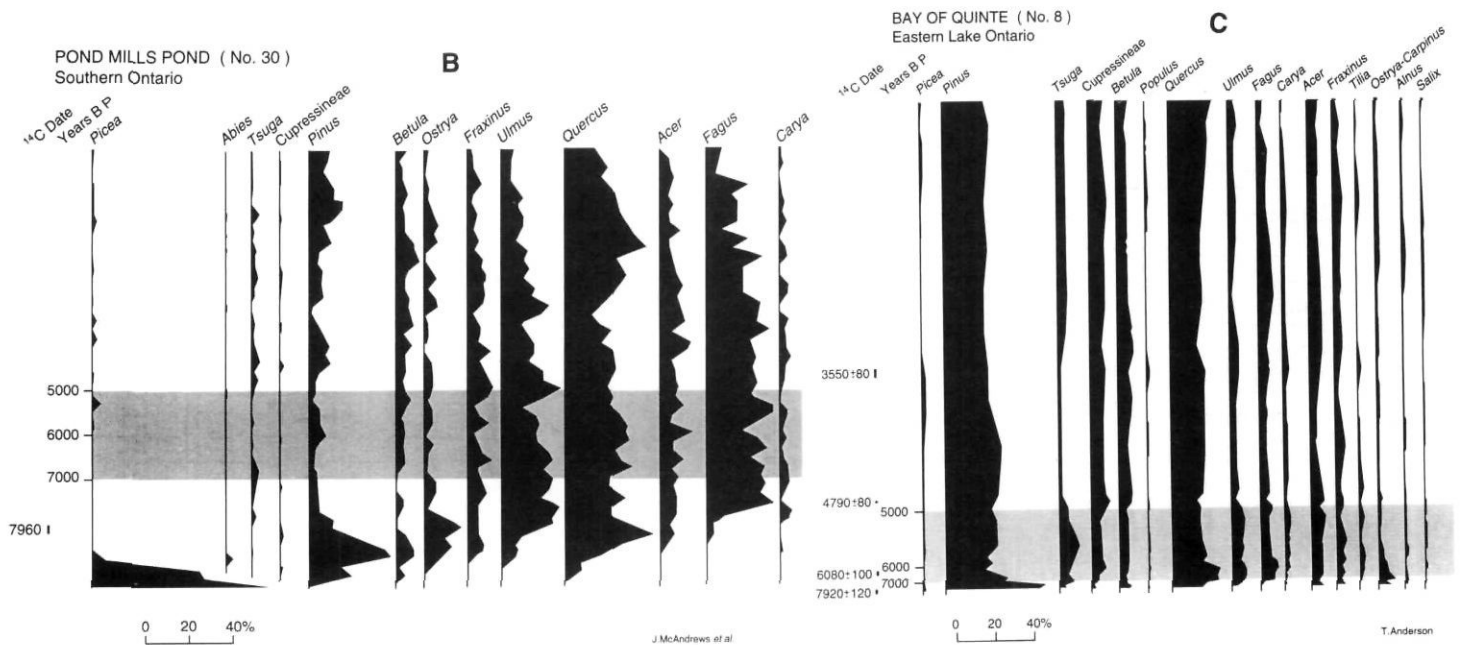 POND MILLS POND ( No. 30 )
Southern Ontario
B
¹⁴C Date
Years B P
Picea
Abies
Tsuga
Cupressineae
Pinus
Betula
Ostrya
Fraxinus
Ulmus
Quercus
Acer
Fagus
Carya
5000
6000
7000
7960
0 20 40%
J.McAndrews et al
BAY OF QUINTE ( No. 8 )
Eastern Lake Ontario
C
¹⁴C Date
Years B P
Picea
Pinus
Tsuga
Cupressineae
Betula
Populus
Quercus
Ulmus
Fagus
Carya
Acer
Fraxinus
Tilia
Ostrya-Carpinus
Alnus
Salix
3550±80
4790±80
5000
6000
6080±100
7000
7920±120
0 20 40%
T.Anderson